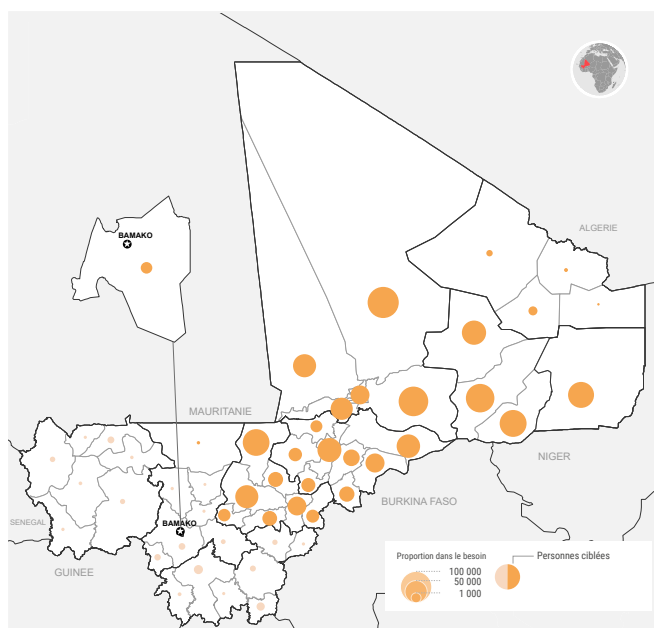 ALGERIE
BAMAKO
MAURITANIE
NIGER
BURKINA FASO
SENEGAL
BAMAKO
GUINEE
Proportion dans le besoin
100 000
50 000
1 000
Personnes ciblées